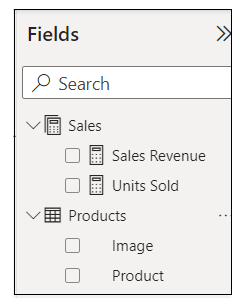 Fields
Search
Sales
Sales Revenue
Units Sold
Products
Image
Product